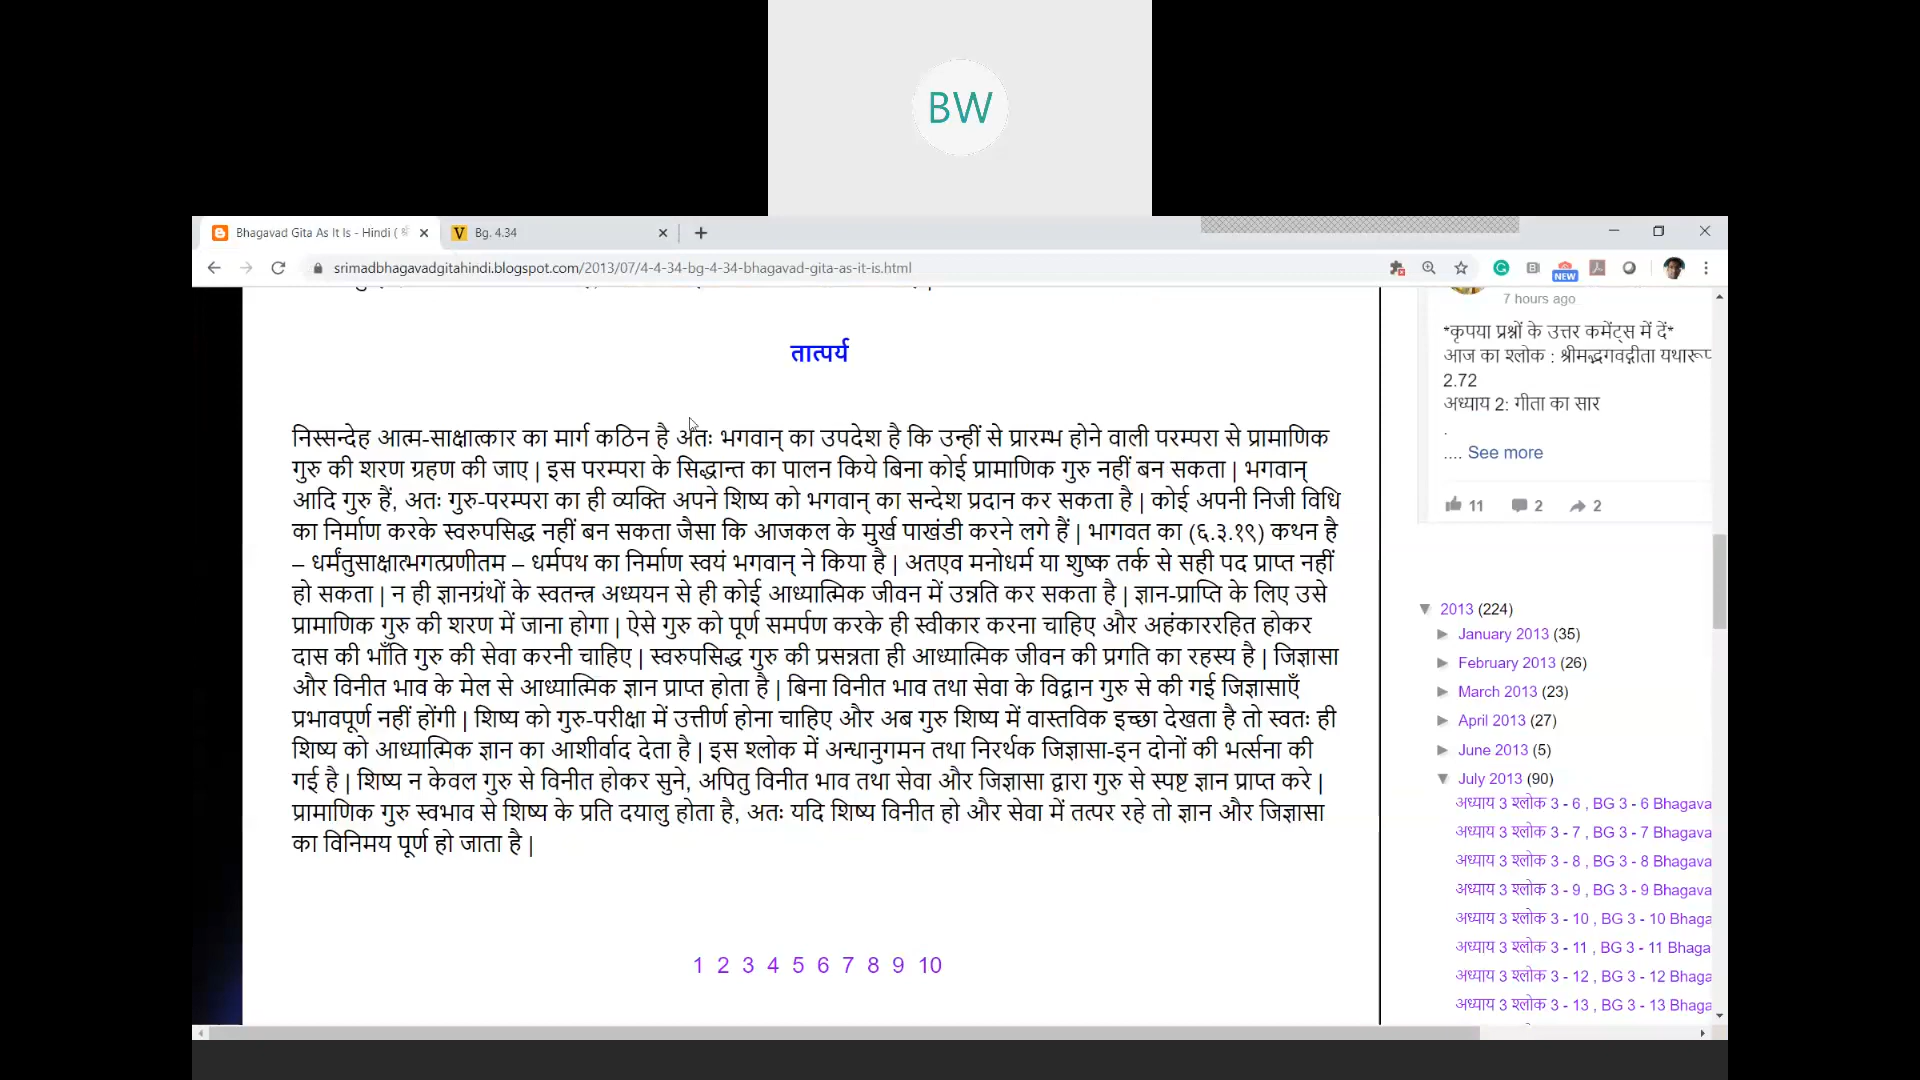 BW
Bhagavad Gita As It Is - Hindi (
Bg. 4.34
srimadbhagavadgitahindi.blogspot.com/2013/07/4-4-34-bg-4-34-bhagavad-gita-as-it-is.html
NEW
तात्पर्य
निस्सन्देह आत्म-साक्षात्कार का मार्ग कठिन है अतः भगवान् का उपदेश है कि उन्हीं से प्रारम्भ होने वाली परम्परा से प्रामाणिक
गुरु की शरण ग्रहण की जाए | इस परम्परा के सिद्धान्त का पालन किये बिना कोई प्रामाणिक गुरु नहीं बन सकता | भगवान्
आदि गुरु हैं, अतः गुरु-परम्परा का ही व्यक्ति अपने शिष्य को भगवान् का सन्देश प्रदान कर सकता है | कोई अपनी निजी विधि
का निर्माण करके स्वरुपसिद्ध नहीं बन सकता जैसा कि आजकल के मुर्ख पाखंडी करने लगे हैं | भागवत का (६.३.१९) कथन है
– धर्मंतुसाक्षात्भगत्प्रणीतम – धर्मपथ का निर्माण स्वयं भगवान् ने किया है | अतएव मनोधर्म या शुष्क तर्क से सही पद प्राप्त नहीं
हो सकता | न ही ज्ञानग्रंथों के स्वतन्त्र अध्ययन से ही कोई आध्यात्मिक जीवन में उन्नति कर सकता है | ज्ञान-प्राप्ति के लिए उसे
प्रामाणिक गुरु की शरण में जाना होगा | ऐसे गुरु को पूर्ण समर्पण करके ही स्वीकार करना चाहिए और अहंकाररहित होकर
दास की भाँति गुरु की सेवा करनी चाहिए | स्वरुपसिद्ध गुरु की प्रसन्नता ही आध्यात्मिक जीवन की प्रगति का रहस्य है | जिज्ञासा
और विनीत भाव के मेल से आध्यात्मिक ज्ञान प्राप्त होता है | बिना विनीत भाव तथा सेवा के विद्वान गुरु से की गई जिज्ञासाएँ
प्रभावपूर्ण नहीं होंगी | शिष्य को गुरु-परीक्षा में उत्तीर्ण होना चाहिए और अब गुरु शिष्य में वास्तविक इच्छा देखता है तो स्वतः ही
शिष्य को आध्यात्मिक ज्ञान का आशीर्वाद देता है | इस श्लोक में अन्धानुगमन तथा निरर्थक जिज्ञासा-इन दोनों की भर्त्सना की
गई है | शिष्य न केवल गुरु से विनीत होकर सुने, अपितु विनीत भाव तथा सेवा और जिज्ञासा द्वारा गुरु से स्पष्ट ज्ञान प्राप्त करे |
प्रामाणिक गुरु स्वभाव से शिष्य के प्रति दयालु होता है, अतः यदि शिष्य विनीत हो और सेवा में तत्पर रहे तो ज्ञान और जिज्ञासा
का विनिमय पूर्ण हो जाता है |
1 2 3 4 5 6 7 8 9 10
7 hours ago
*कृपया प्रश्नों के उत्तर कमेंट्स में दें*
आज का श्लोक : श्रीमद्भगवद्गीता यथारूप
2.72
अध्याय 2: गीता का सार
.
.... See more
11 2 2
2013 (224)
January 2013 (35)
February 2013 (26)
March 2013 (23)
April 2013 (27)
June 2013 (5)
July 2013 (90)
अध्याय 3 श्लोक 3 - 6 , BG 3 - 6 Bhagava
अध्याय 3 श्लोक 3 - 7 , BG 3 - 7 Bhagava
अध्याय 3 श्लोक 3 - 8 , BG 3 - 8 Bhagava
अध्याय 3 श्लोक 3 - 9 , BG 3 - 9 Bhagava
अध्याय 3 श्लोक 3 - 10 , BG 3 - 10 Bhaga
अध्याय 3 श्लोक 3 - 11 , BG 3 - 11 Bhaga
अध्याय 3 श्लोक 3 - 12 , BG 3 - 12 Bhaga
अध्याय 3 श्लोक 3 - 13 , BG 3 - 13 Bhaga